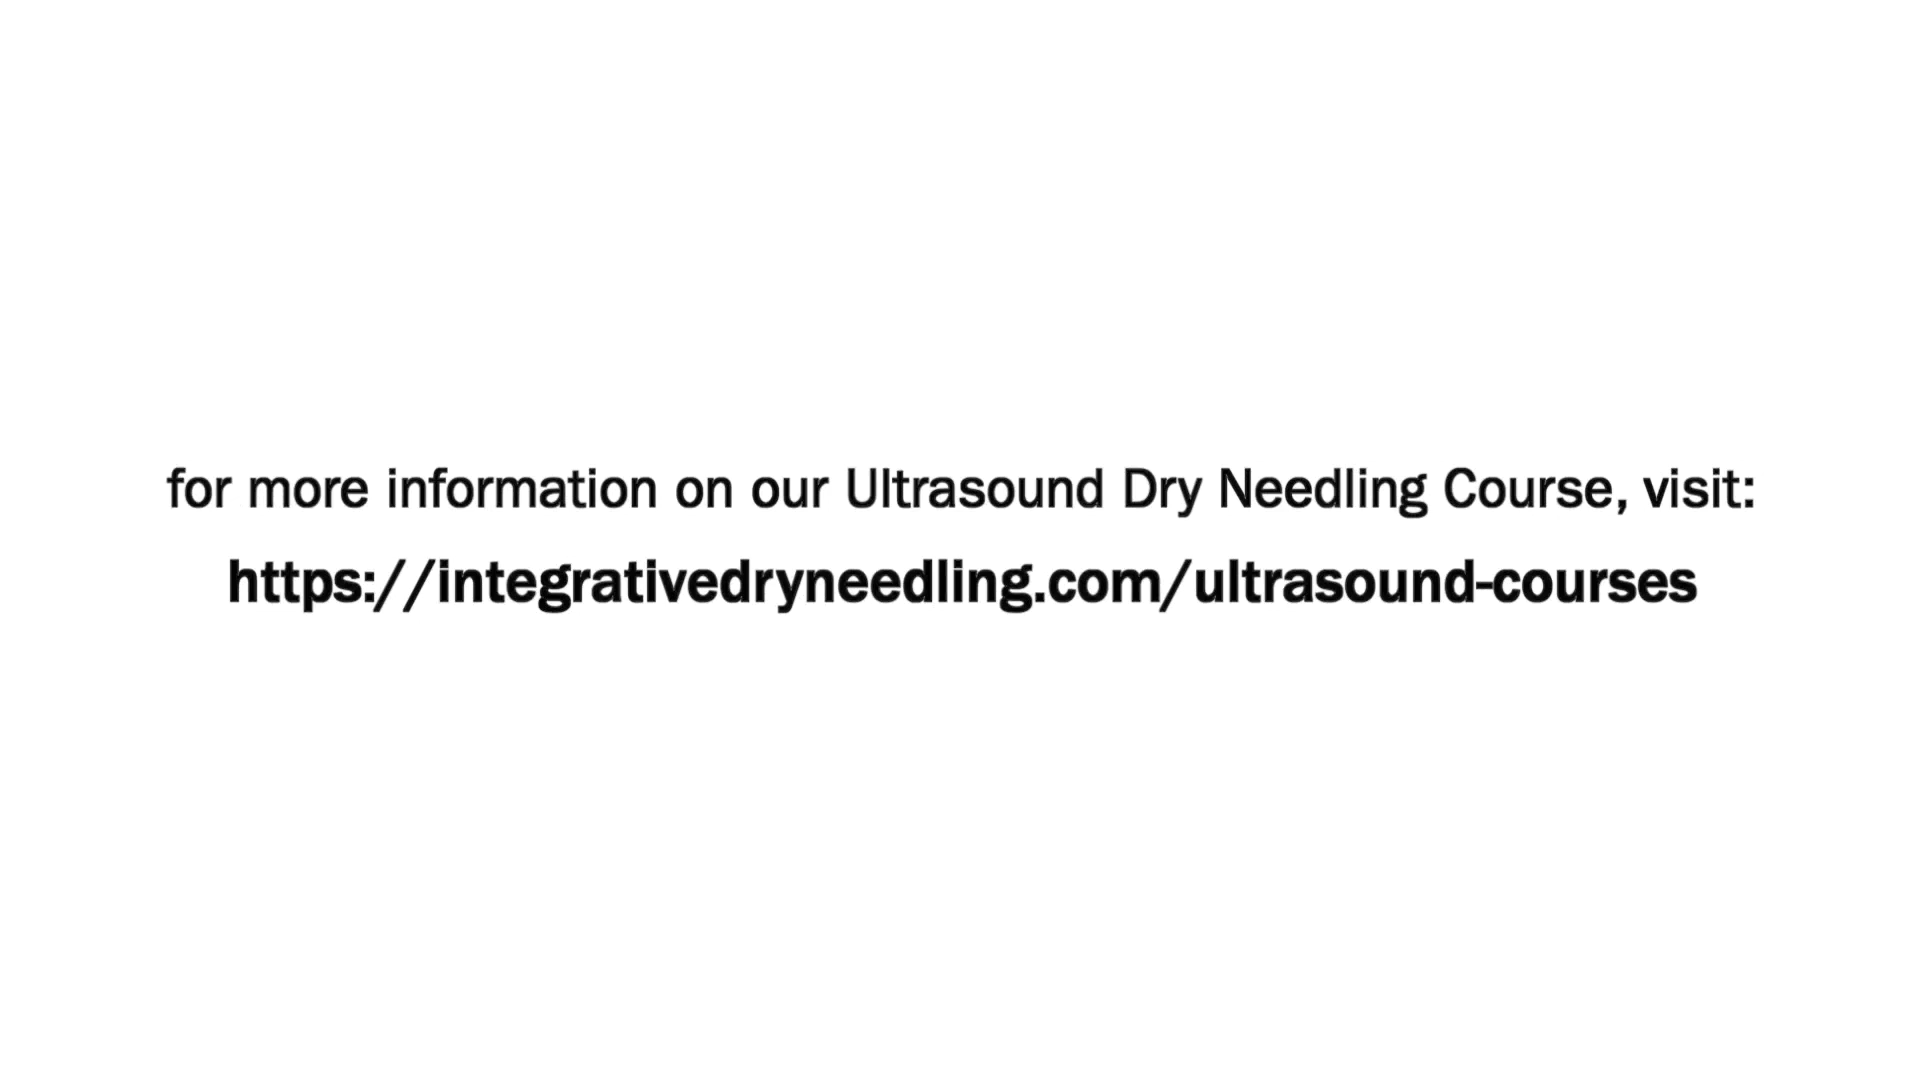 for more information on our Ultrasound Dry Needling Course, visit:
https://integrativedryneedling.com/ultrasound-courses